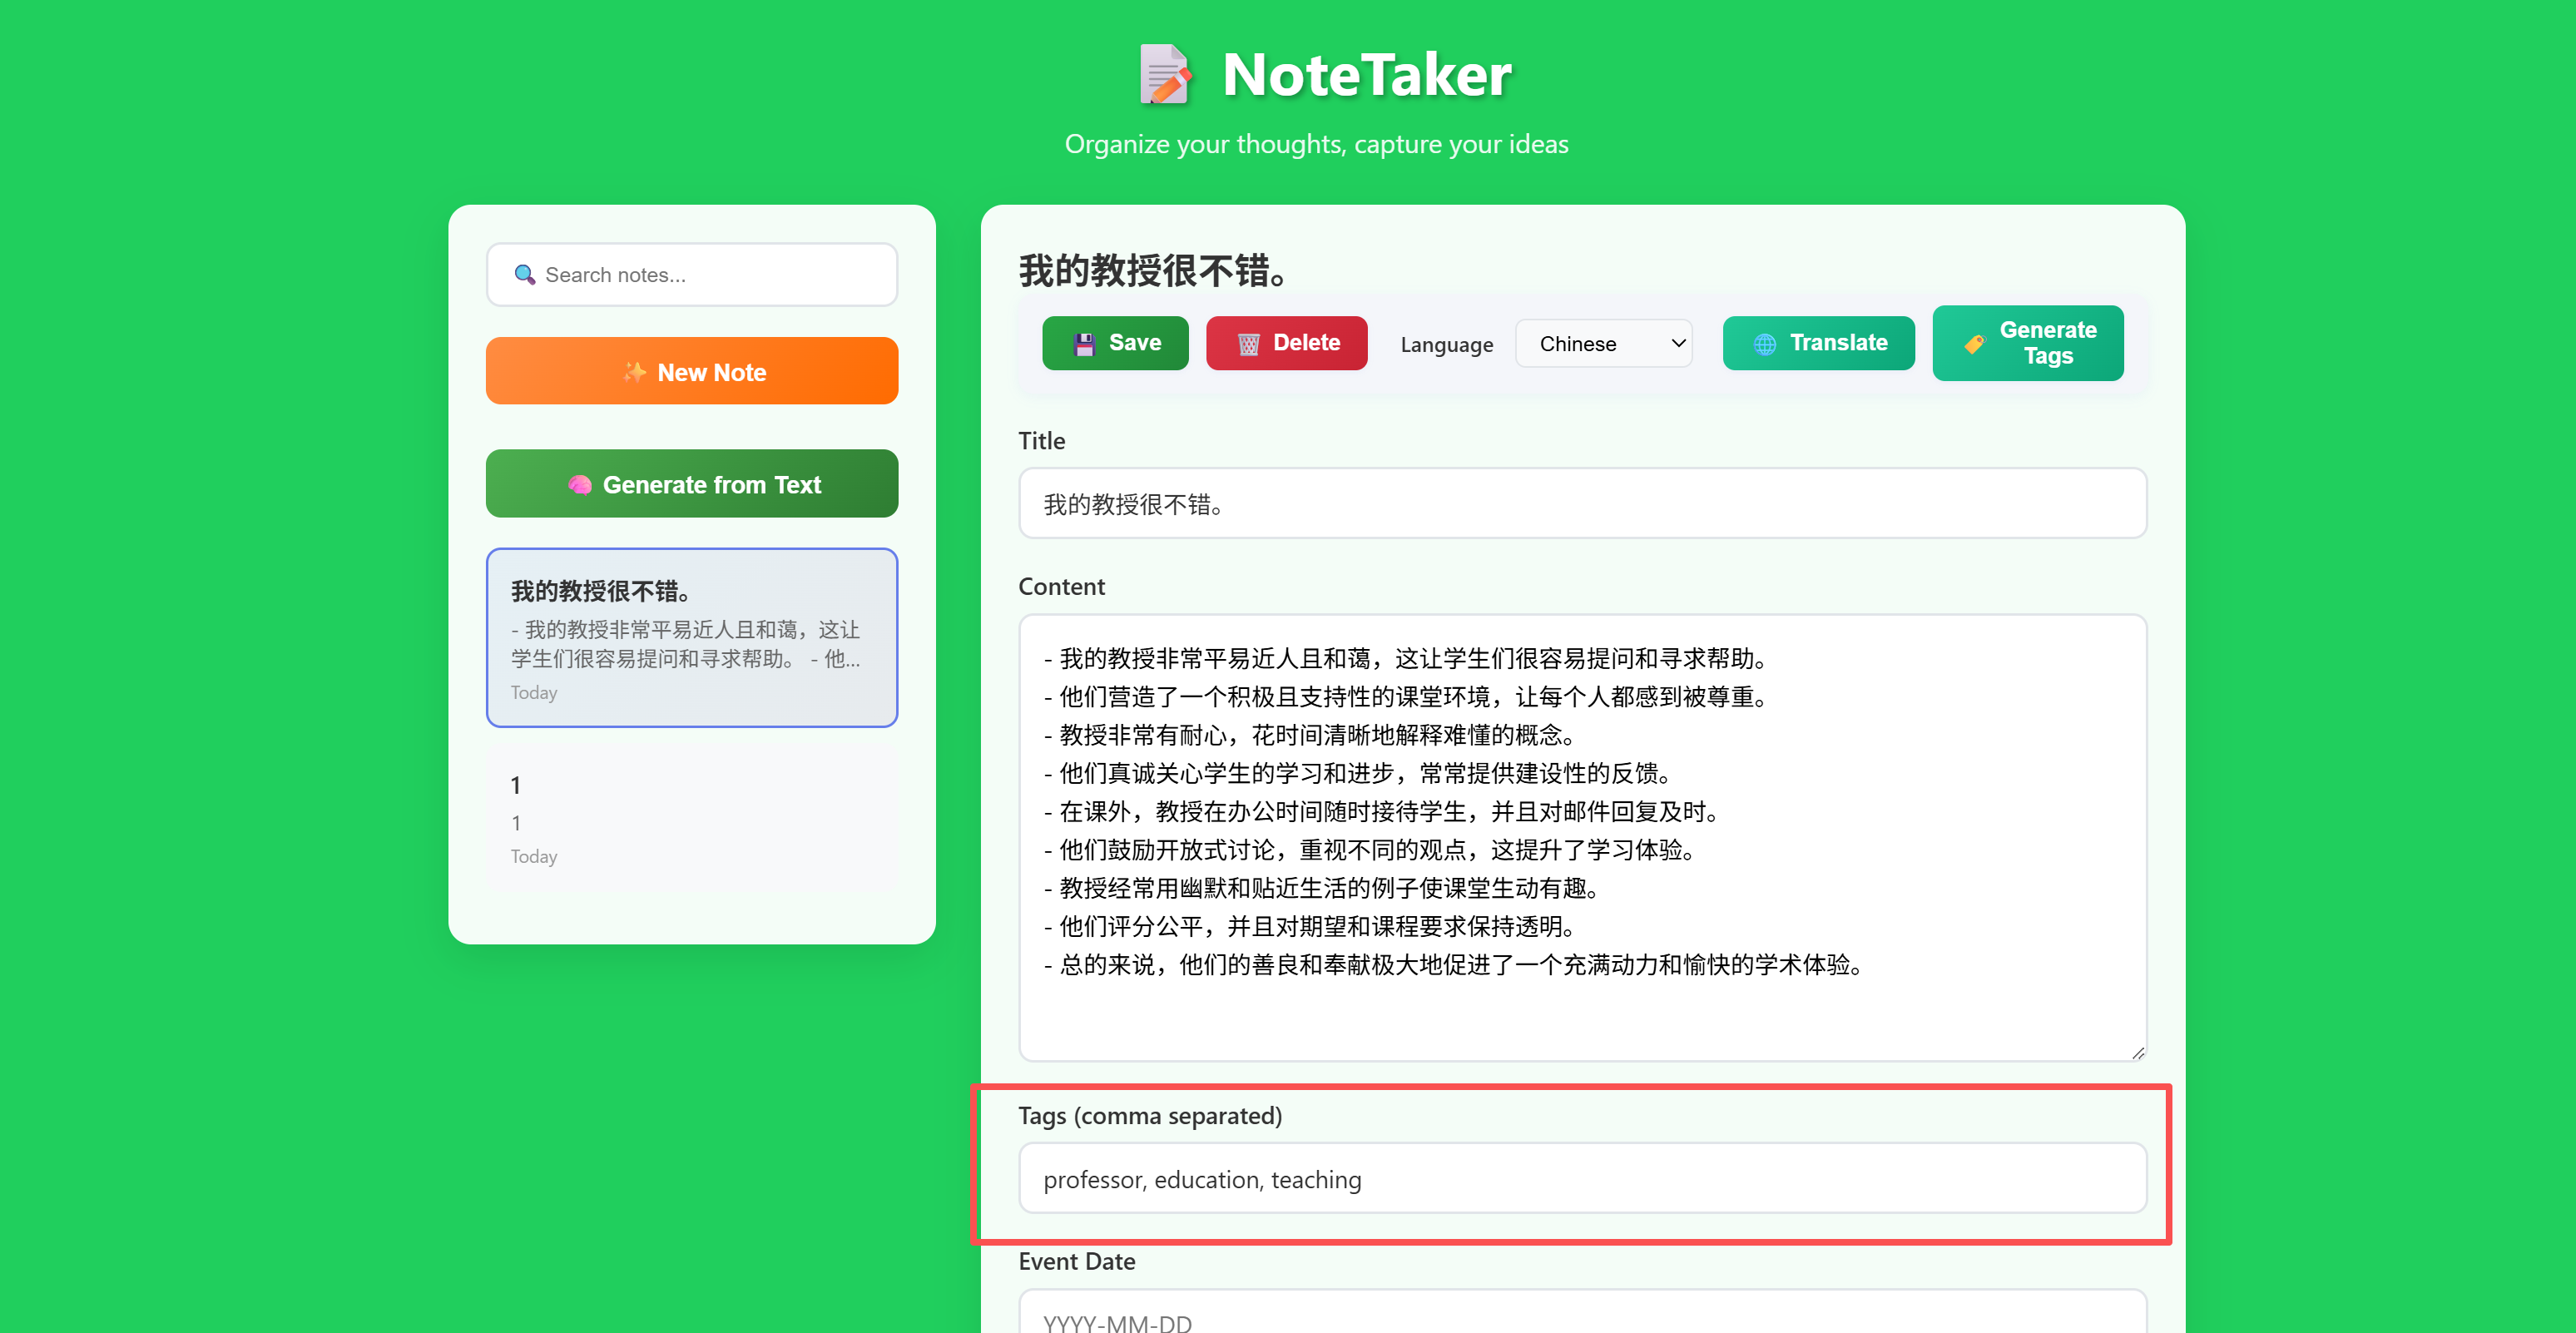 NoteTaker
Organize your thoughts, capture your ideas
Search notes...
New Note
Generate from Text
我的教授很不错。
- 我的教授非常平易近人且和蔼，这让
学生们很容易提问和寻求帮助。 - 他...
Today
1
1
Today
我的教授很不错。
Save
Delete
Language
Chinese
Translate
Generate
Tags
Title
我的教授很不错。
Content
- 我的教授非常平易近人且和蔼，这让学生们很容易提问和寻求帮助。
- 他们营造了一个积极且支持性的课堂环境，让每个人都感到被尊重。
- 教授非常有耐心，花时间清晰地解释难懂的概念。
- 他们真诚关心学生的学习和进步，常常提供建设性的反馈。
- 在课外，教授在办公时间随时接待学生，并且对邮件回复及时。
- 他们鼓励开放式讨论，重视不同的观点，这提升了学习体验。
- 教授经常用幽默和贴近生活的例子使课堂生动有趣。
- 他们评分公平，并且对期望和课程要求保持透明。
- 总的来说，他们的善良和奉献极大地促进了一个充满动力和愉快的学术体验。
Tags (comma separated)
professor, education, teaching
Event Date
YYYY-MM-DD